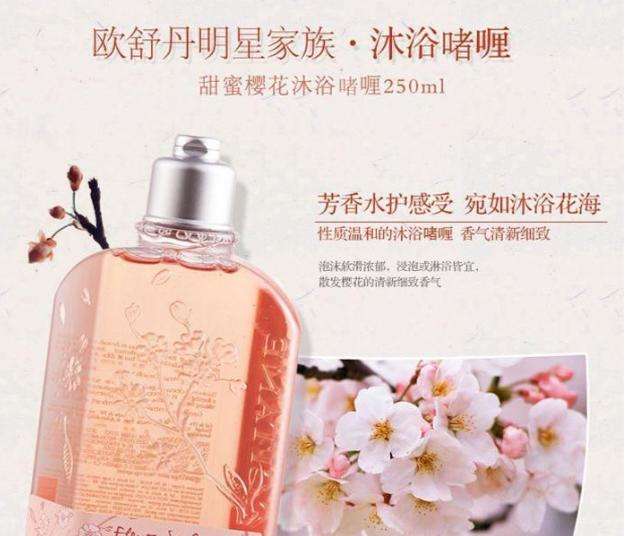 欧舒丹明星家族·沐浴啫喱
甜蜜樱花沐浴啫喱250ml
芳香水护感受 宛如沐浴花海
性质温和的沐浴啫喱 香气清新细致
泡沫软滑浓郁，浸泡或淋浴皆宜，
散发樱花的清新细致香气